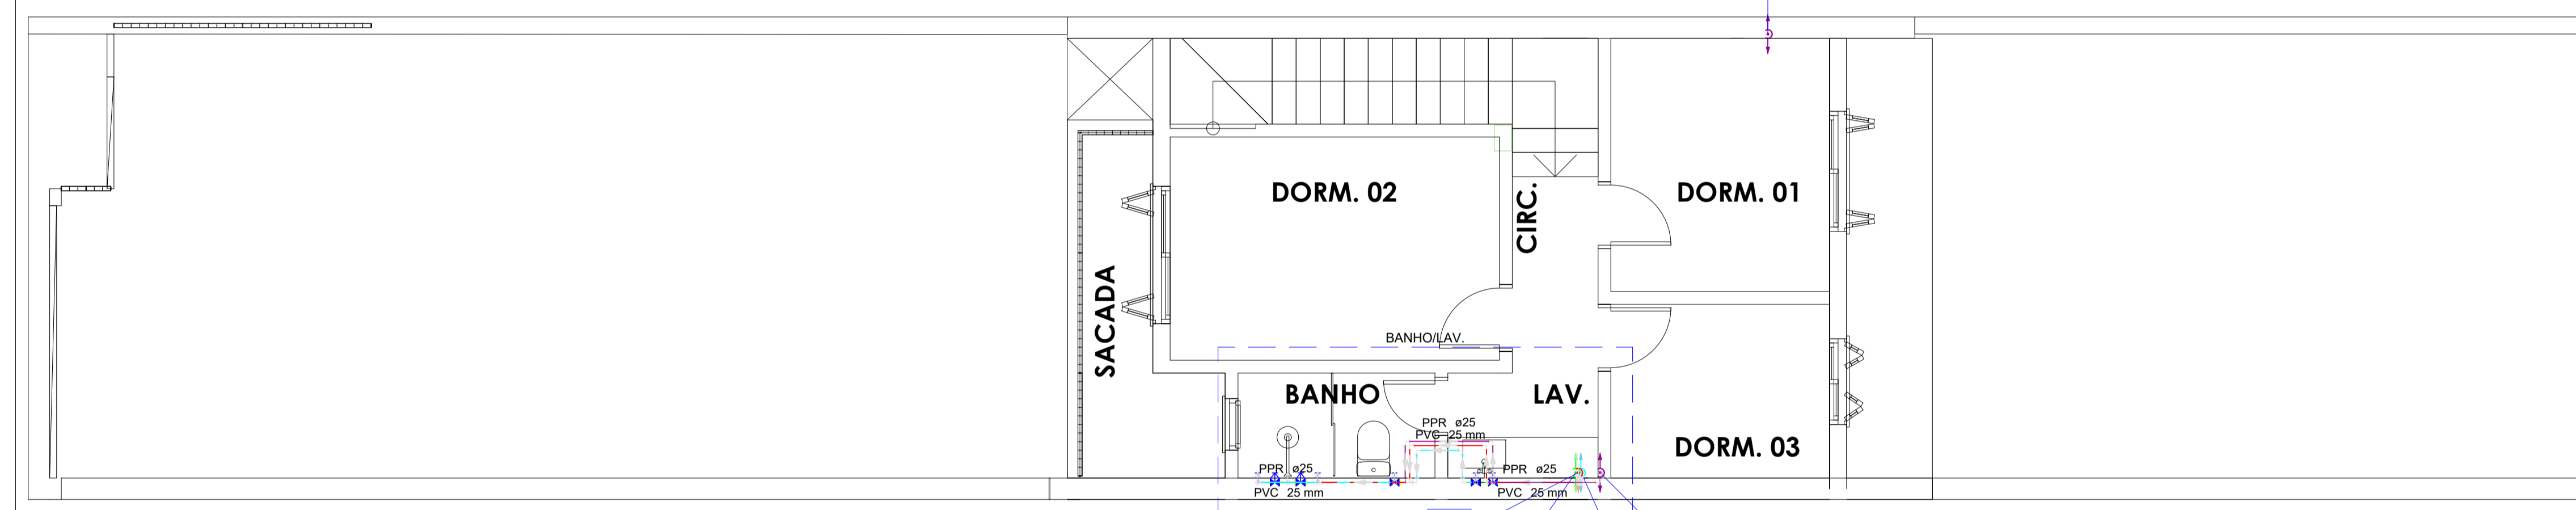 DORM. 02
DORM. 01
CIRC.
SACADA
BANHO/LAV.
BANHO
LAV.
PPR ø25
PVC 25 mm
DORM. 03
PPR ø25
PVC 25 mm
PPR ø25
PVC 25 mm